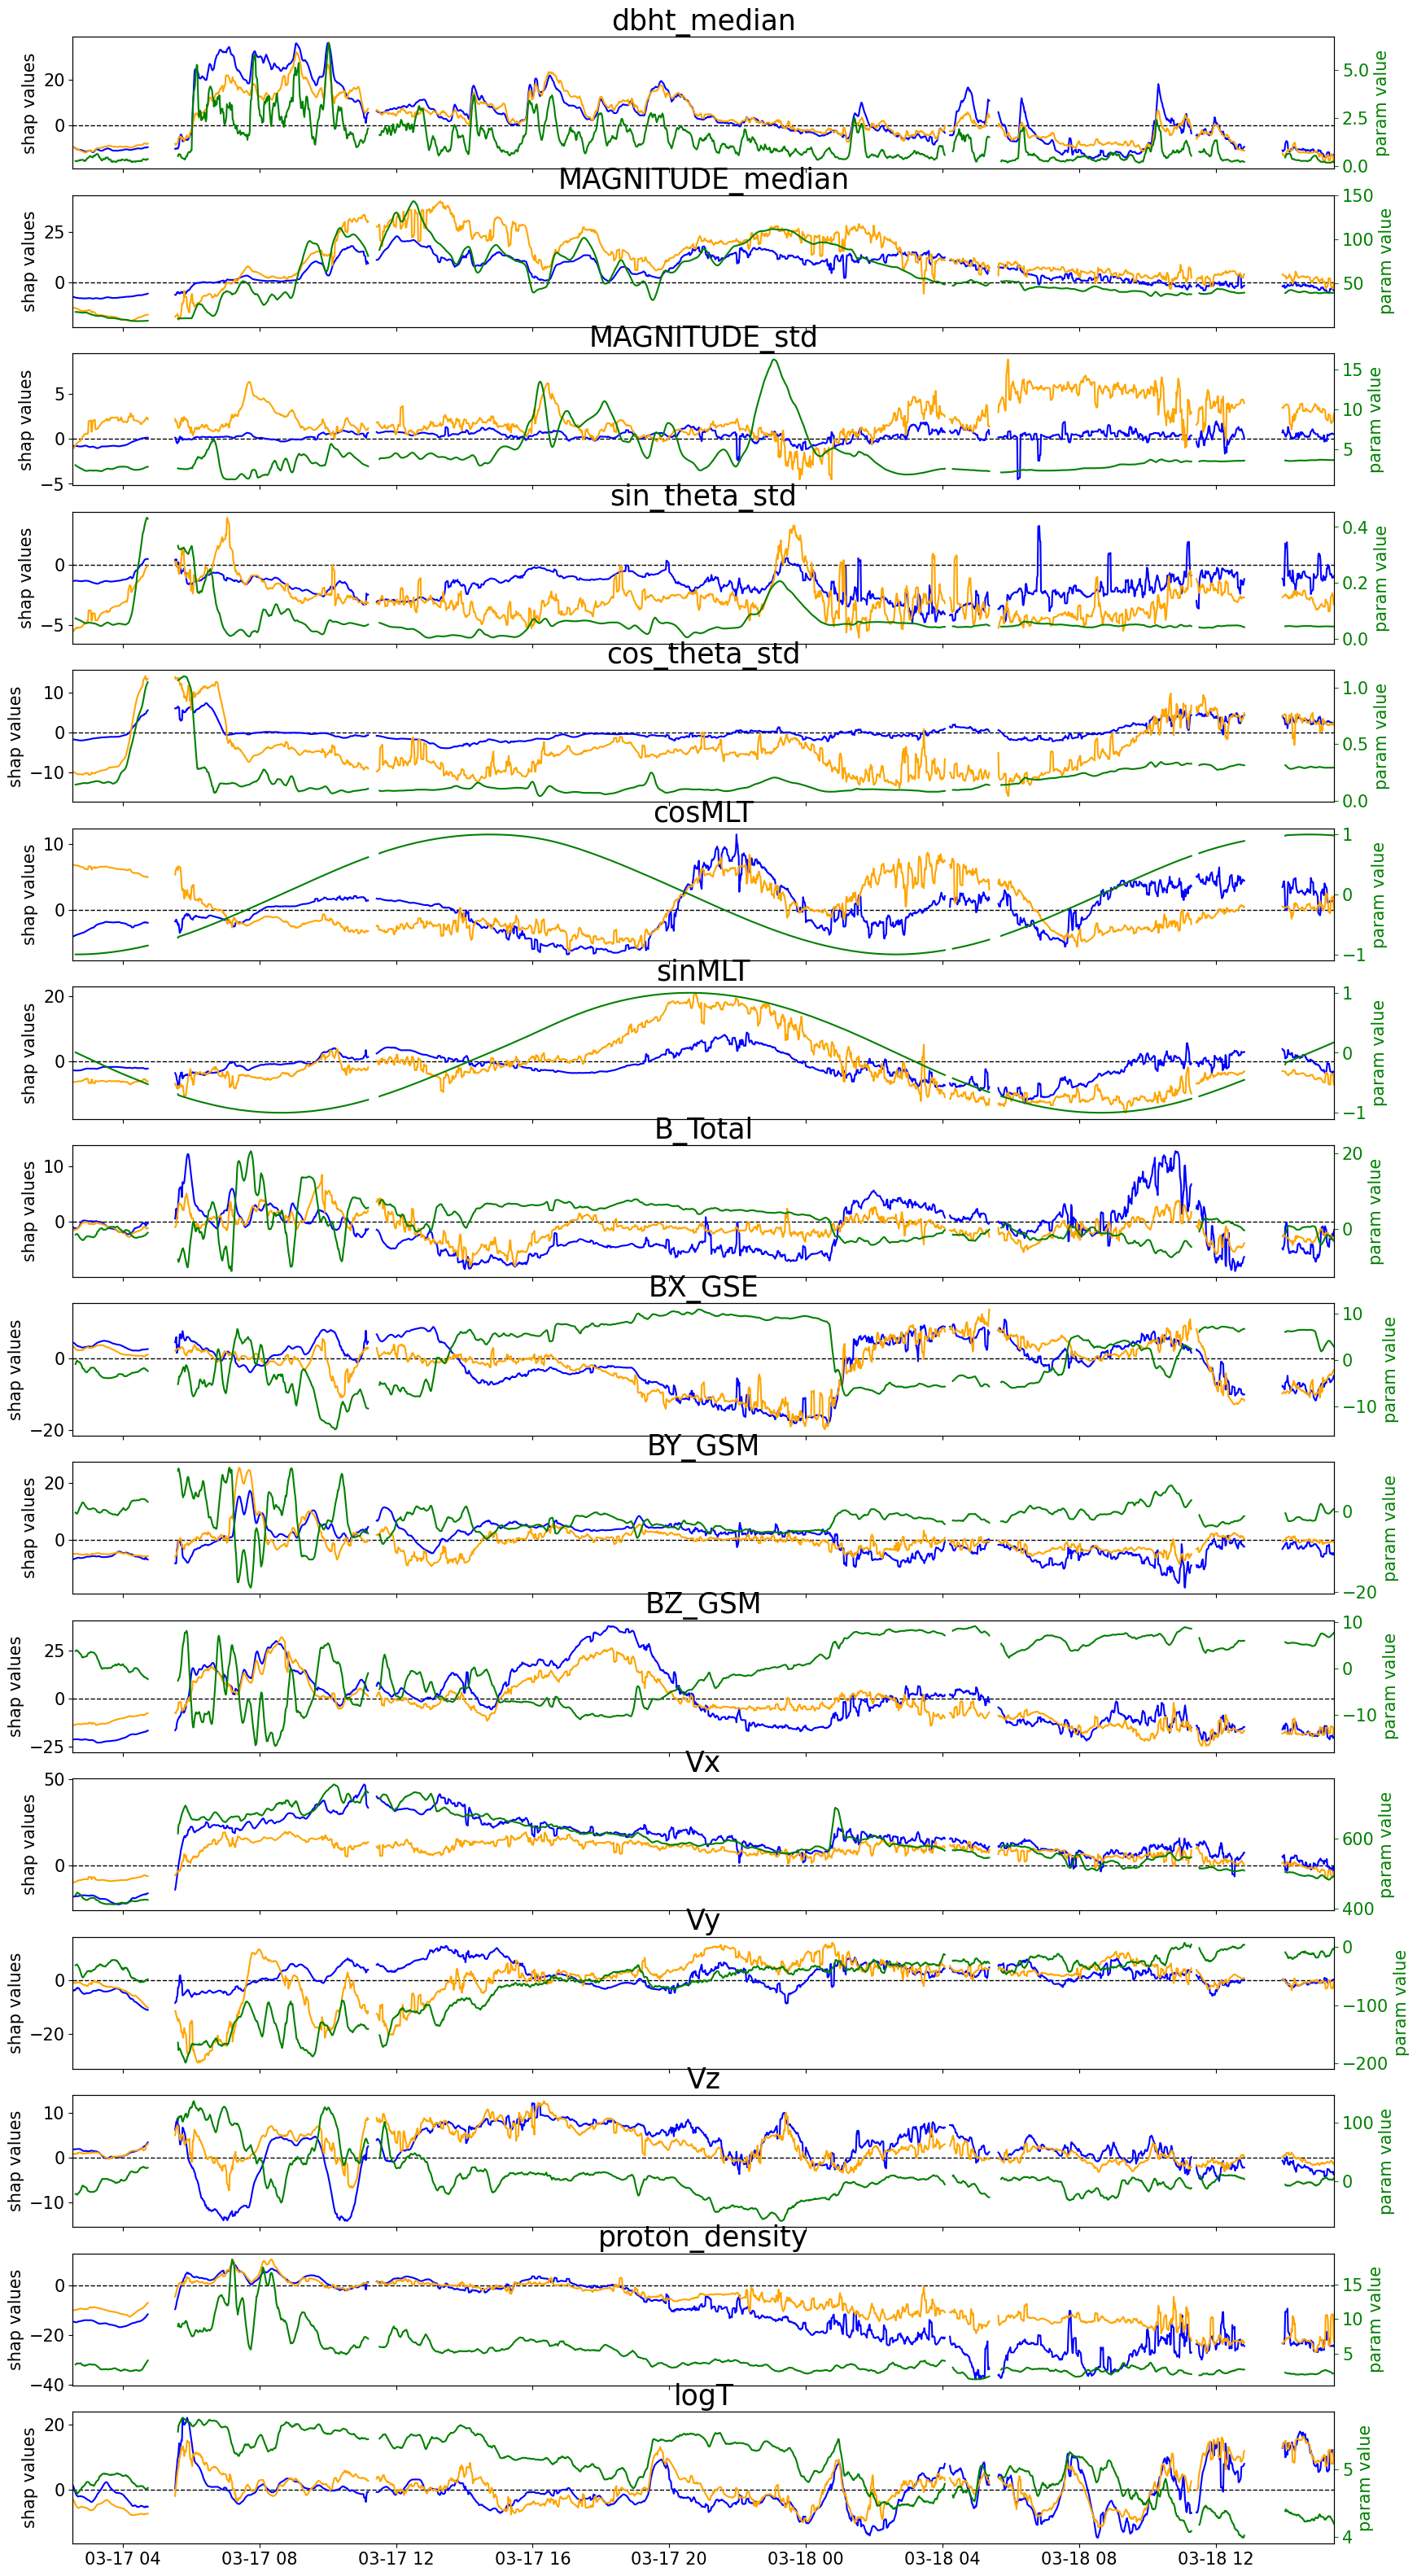 dbht_median
shap values
20
0
5.0
2.5
0.0
param value
MAGNITUDE_median
shap values
25
0
150
100
50
param value
MAGNITUDE_std
shap values
5
0
−5
15
10
5
param value
sin_theta_std
shap values
0
−5
0.4
0.2
0.0
param value
cos_theta_std
shap values
10
0
−10
1.0
0.5
0.0
param value
cosMLT
shap values
10
0
1
0
−1
param value
sinMLT
shap values
20
0
1
0
−1
param value
B_Total
shap values
10
0
20
0
param value
BX_GSE
shap values
0
−20
10
0
−10
param value
BY_GSM
shap values
20
0
0
−20
param value
BZ_GSM
shap values
25
0
−25
10
0
−10
param value
Vx
shap values
50
0
600
400
param value
Vy
shap values
0
−20
0
−100
−200
param value
Vz
shap values
10
0
−10
100
0
param value
proton_density
shap values
0
−20
−40
15
10
5
param value
logT
shap values
20
0
5
4
param value
03-17 04 03-17 08 03-17 12 03-17 16 03-17 20 03-18 00 03-18 04 03-18 08 03-18 12